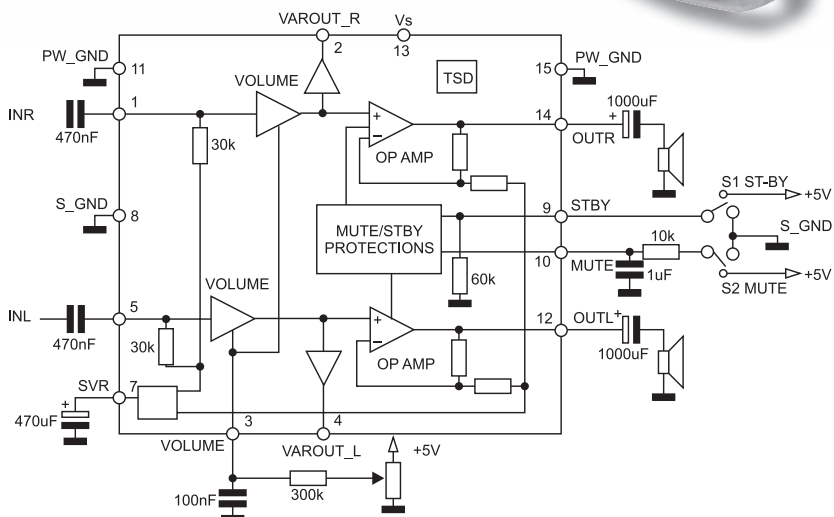 VAROUT_R
Vs
2
13
PW_GND
11
VOLUME
TSD
15
PW_GND
INR
1
470nF
30k
+
−
OP AMP
14
OUTR
1000uF
+
S_GND
8
MUTE/STBY
PROTECTIONS
9
STBY
S1 ST-BY
+5V
S_GND
10
MUTE
10k
1uF
S2 MUTE
+5V
60k
VOLUME
INL
5
470nF
30k
+
−
OP AMP
12
OUTL
+
1000uF
SVR
7
+
470uF
3
VOLUME
4
VAROUT_L
+5V
100nF
300k